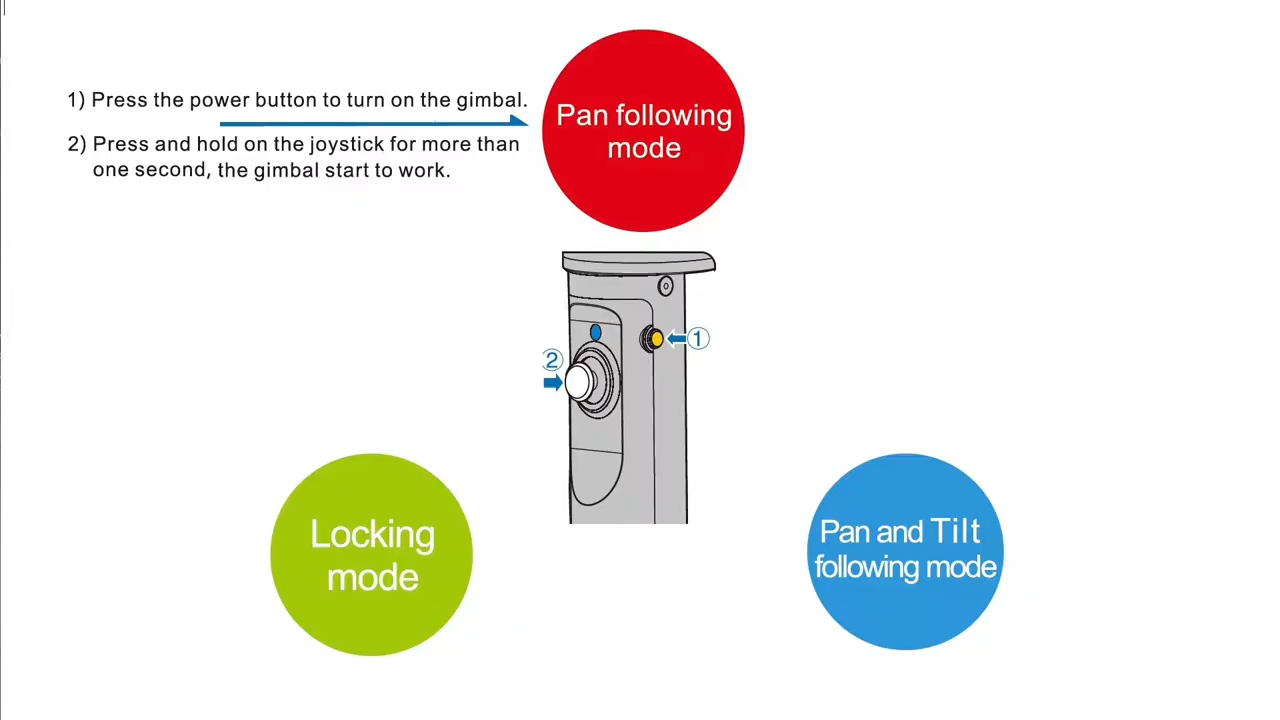 1) Press the power button to turn on the gimbal.
2) Press and hold on the joystick for more than
one second, the gimbal start to work.
Pan following
mode
①
②
Locking
mode
Pan and Tilt
following mode